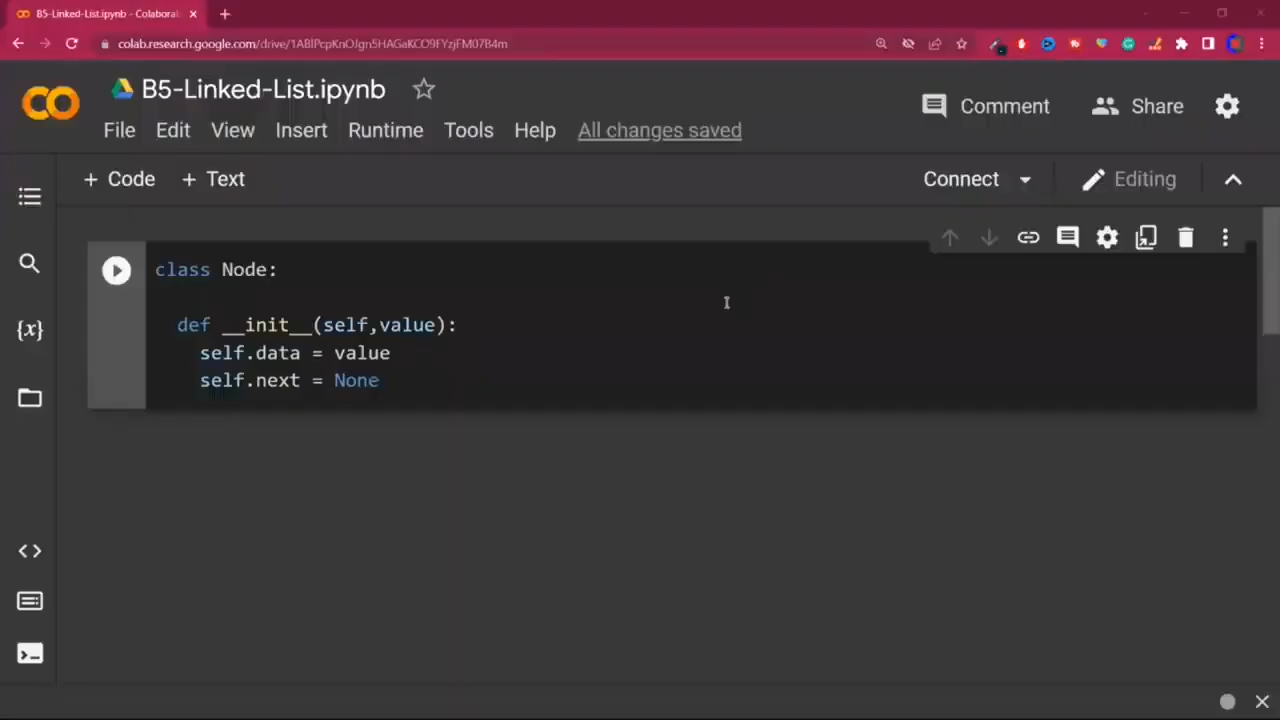 B5-Linked-List.ipynb - Colaborat
colab.research.google.com/drive/1ABlPcpKnOJgn5HAGaKCO9FYzjFM07B4m
B5-Linked-List.ipynb
Comment
Share
File Edit View Insert Runtime Tools Help All changes saved
+ Code + Text
Connect
Editing
{x}
class Node:
def __init__(self,value):
self.data = value
self.next = None